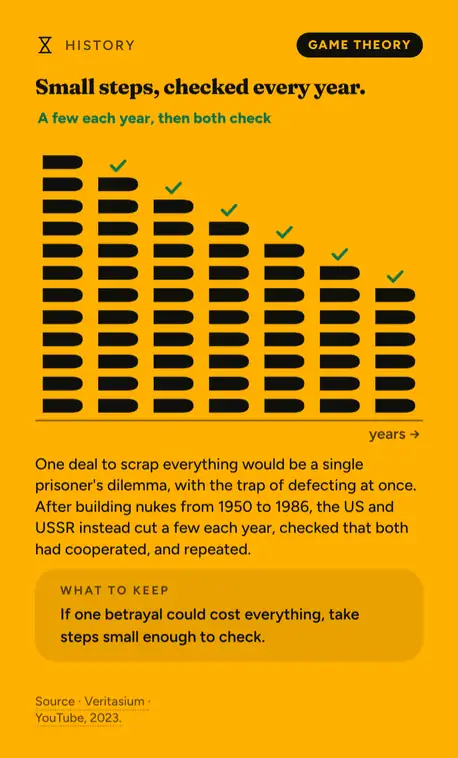 HISTORY
GAME THEORY
Small steps, checked every year.
A few each year, then both check
years →
One deal to scrap everything would be a single
prisoner's dilemma, with the trap of defecting at once.
After building nukes from 1950 to 1986, the US and
USSR instead cut a few each year, checked that both
had cooperated, and repeated.
WHAT TO KEEP
If one betrayal could cost everything, take
steps small enough to check.
Source · Veritasium ·
YouTube, 2023.